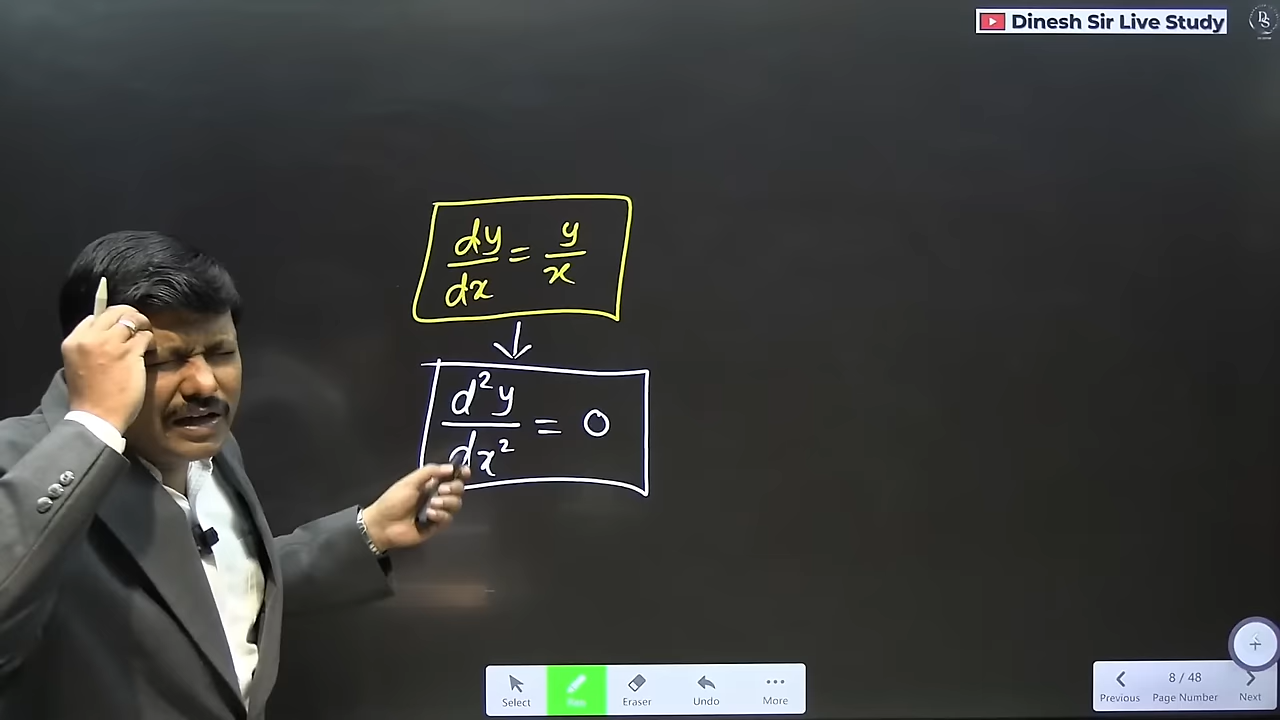 Dinesh Sir Live Study
DS
dy/dx = y/x
↓
d²y/dx² = 0
Select
Eraser
Undo
More
8 / 48
Previous
Page Number
Next